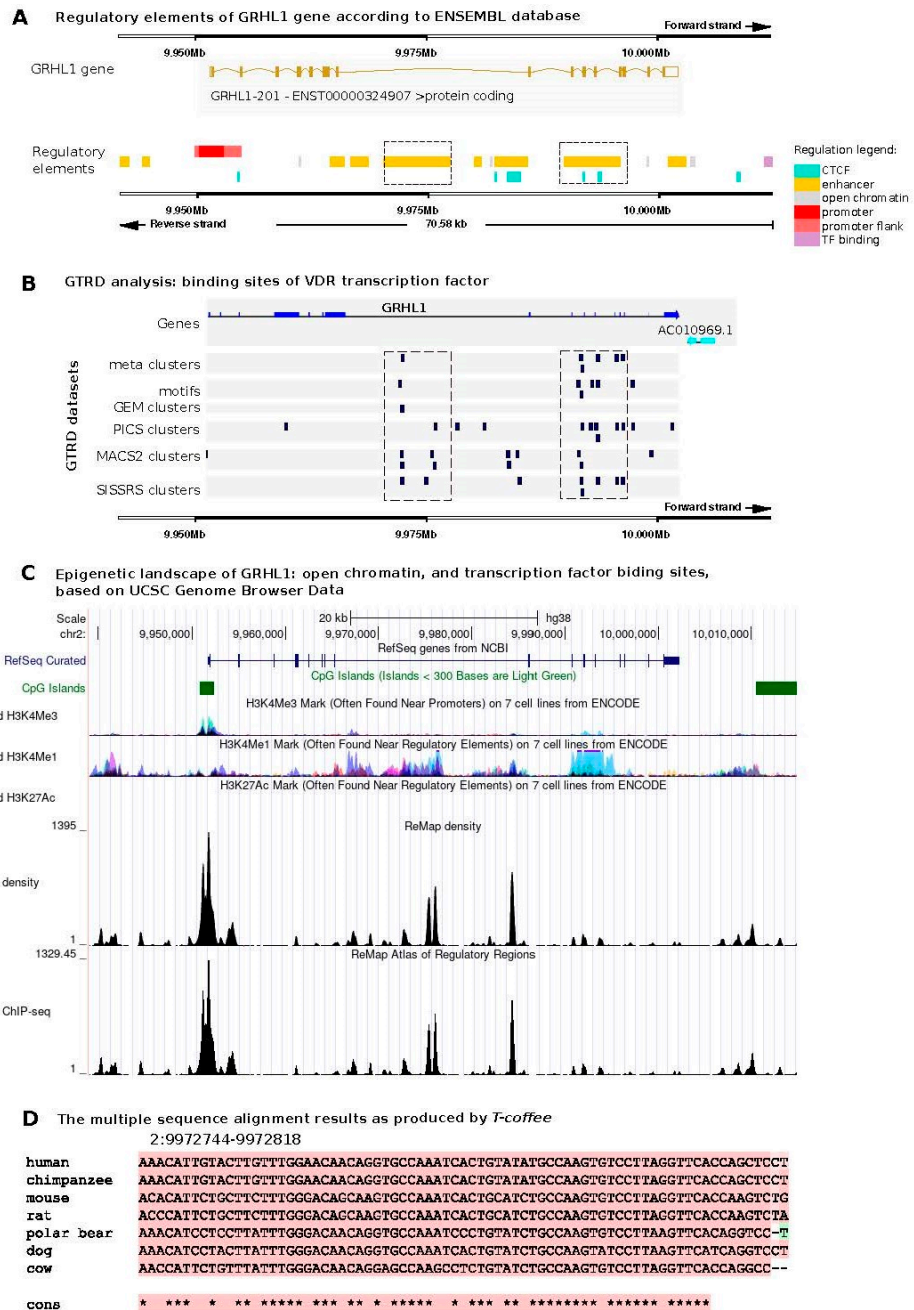 A Regulatory elements of GRHL1 gene according to ENSEMBL database
Forward strand
9.950Mb 9.975Mb 10.000Mb
GRHL1 gene
GRHL1-201 - ENST00000324907 >protein coding
Regulatory elements
Regulation legend:
CTCF
enhancer
open chromatin
promoter
promoter flank
TF binding
9.950Mb 9.975Mb 10.000Mb
Reverse strand 70.58 kb
B GTRD analysis: binding sites of VDR transcription factor
GRHL1
Genes
AC010969.1
GTRD datasets
meta clusters
motifs
GEM clusters
PICS clusters
MACS2 clusters
SISSRS clusters
Forward strand
9.950Mb 9.975Mb 10.000Mb
C Epigenetic landscape of GRHL1: open chromatin, and transcription factor biding sites,
based on UCSC Genome Browser Data
Scale 20 kb hg38
chr2: 9,950,000 9,960,000 9,970,000 9,980,000 9,990,000 10,000,000 10,010,000
RefSeq genes from NCBI
RefSeq Curated
CpG Islands (Islands < 300 Bases are Light Green)
CpG Islands
H3K4Me3 Mark (Often Found Near Promoters) on 7 cell lines from ENCODE
d H3K4Me3
H3K4Me1 Mark (Often Found Near Regulatory Elements) on 7 cell lines from ENCODE
d H3K4Me1
H3K27Ac Mark (Often Found Near Regulatory Elements) on 7 cell lines from ENCODE
d H3K27Ac
1395 _ ReMap density
density
1 _
1329.45 _ ReMap Atlas of Regulatory Regions
ChIP-seq
1 _
D The multiple sequence alignment results as produced by T-coffee
2:9972744-9972818
human AAACATTGTACTTGTTTGGAACAACAGGTGCCAAATCACTGTATATGCCAAGTGTCCTTAGGTTCACCAGCTCCT
chimpanzee AAACATTGTACTTGTTTGGAACAACAGGTGCCAAATCACTGTATATGCCAAGTGTCCTTAGGTTCACCAGCTCCT
mouse ACACATTCTGCTTCTTTGGGACAGCAAGTGCCAAATCACTGCATCTGCCAAGTGTCCTTAGGTTCACCAAGTCTG
rat ACCCATTCTGCTTCTTTGGGACAGCAAGTGCCAAATCACTGCATCTGCCAAGTGTCCTTAGGTTCACCAAGTCTA
polar bear AAACATCCTCCTTATTTGGGACAACAGGTGCCAAATCCCTGTATCTGCCAAGTGTCCTTAAGTTCACAGGTCC-T
dog AAACATCCTACTTATTTGGGACAACAGGTGCCAAATCACTGTATCTGCCAAGTATCCTTAAGTTCATCAGGTCCT
cow AACCATTCTGTTTATTTGGGACAACAGGAGCCAAGCCTCTGTATCTGCCAAGTGTCCTTAGGTTCACCAGGCC--
cons * *** * ** ***** *** ** * ****** * *** ** ******** ****** ***** *